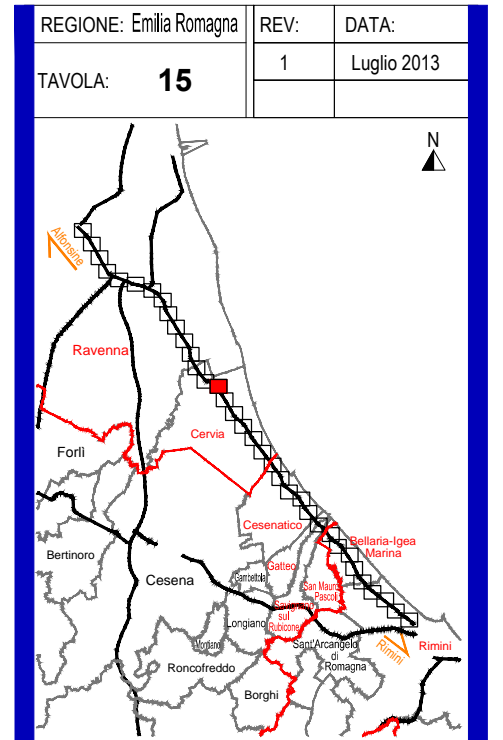 REGIONE: Emilia Romagna
REV:
DATA:
TAVOLA: 15
1
Luglio 2013
N
Alfonsine
Ravenna
Cervia
Forlì
Cesenatico
Bellaria-Igea
Marina
Bertinoro
Cesena
Gatteo
Gambettola
San Mauro
Pascoli
Savignano
sul
Rubicone
Longiano
Montiano
Sant'Arcangelo
di
Romagna
Rimini
Rimini
Roncofreddo
Borghi